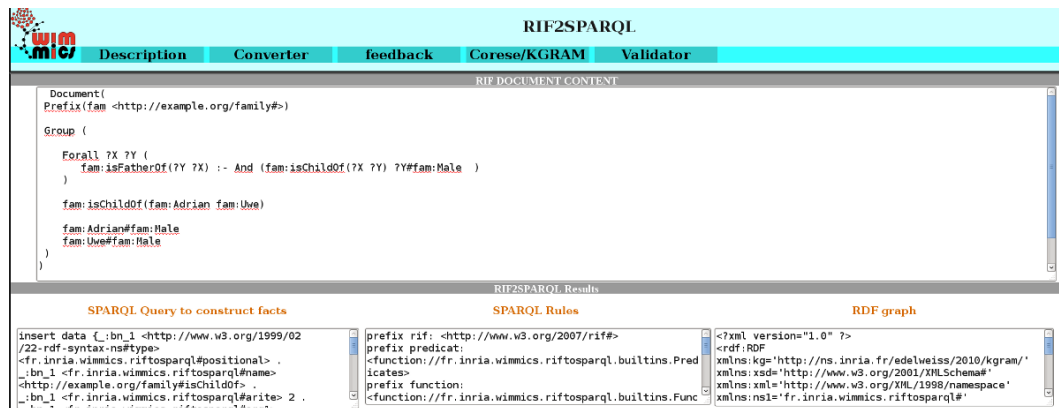 RIF2SPARQL
wimmics
Description Converter feedback Corese/KGRAM Validator
RIF DOCUMENT CONTENT
Document(
Prefix(fam <http://example.org/family#>)
Group (
Forall ?X ?Y (
fam:isFatherOf(?Y ?X) :- And (fam:isChildOf(?X ?Y) ?Y#fam:Male )
)
fam:isChildOf(fam:Adrian fam:Uwe)
fam:Adrian#fam:Male
fam:Uwe#fam:Male
)
)
RIF2SPARQL Results
SPARQL Query to construct facts
insert data {_:bn_1 <http://www.w3.org/1999/02
/22-rdf-syntax-ns#type>
<fr.inria.wimmics.riftosparql#positional> .
_:bn_1 <fr.inria.wimmics.riftosparql#name>
<http://example.org/family#isChildOf> .
_:bn_1 <fr.inria.wimmics.riftosparql#arite> 2 .
SPARQL Rules
prefix rif: <http://www.w3.org/2007/rif#>
prefix predicat:
<function://fr.inria.wimmics.riftosparql.builtins.Pred
icates>
prefix function:
<function://fr.inria.wimmics.riftosparql.builtins.Func
RDF graph
<?xml version="1.0" ?>
<rdf:RDF
xmlns:kg='http://ns.inria.fr/edelweiss/2010/kgram/'
xmlns:xsd='http://www.w3.org/2001/XMLSchema#'
xmlns:xml='http://www.w3.org/XML/1998/namespace'
xmlns:ns1='fr.inria.wimmics.riftosparql#'